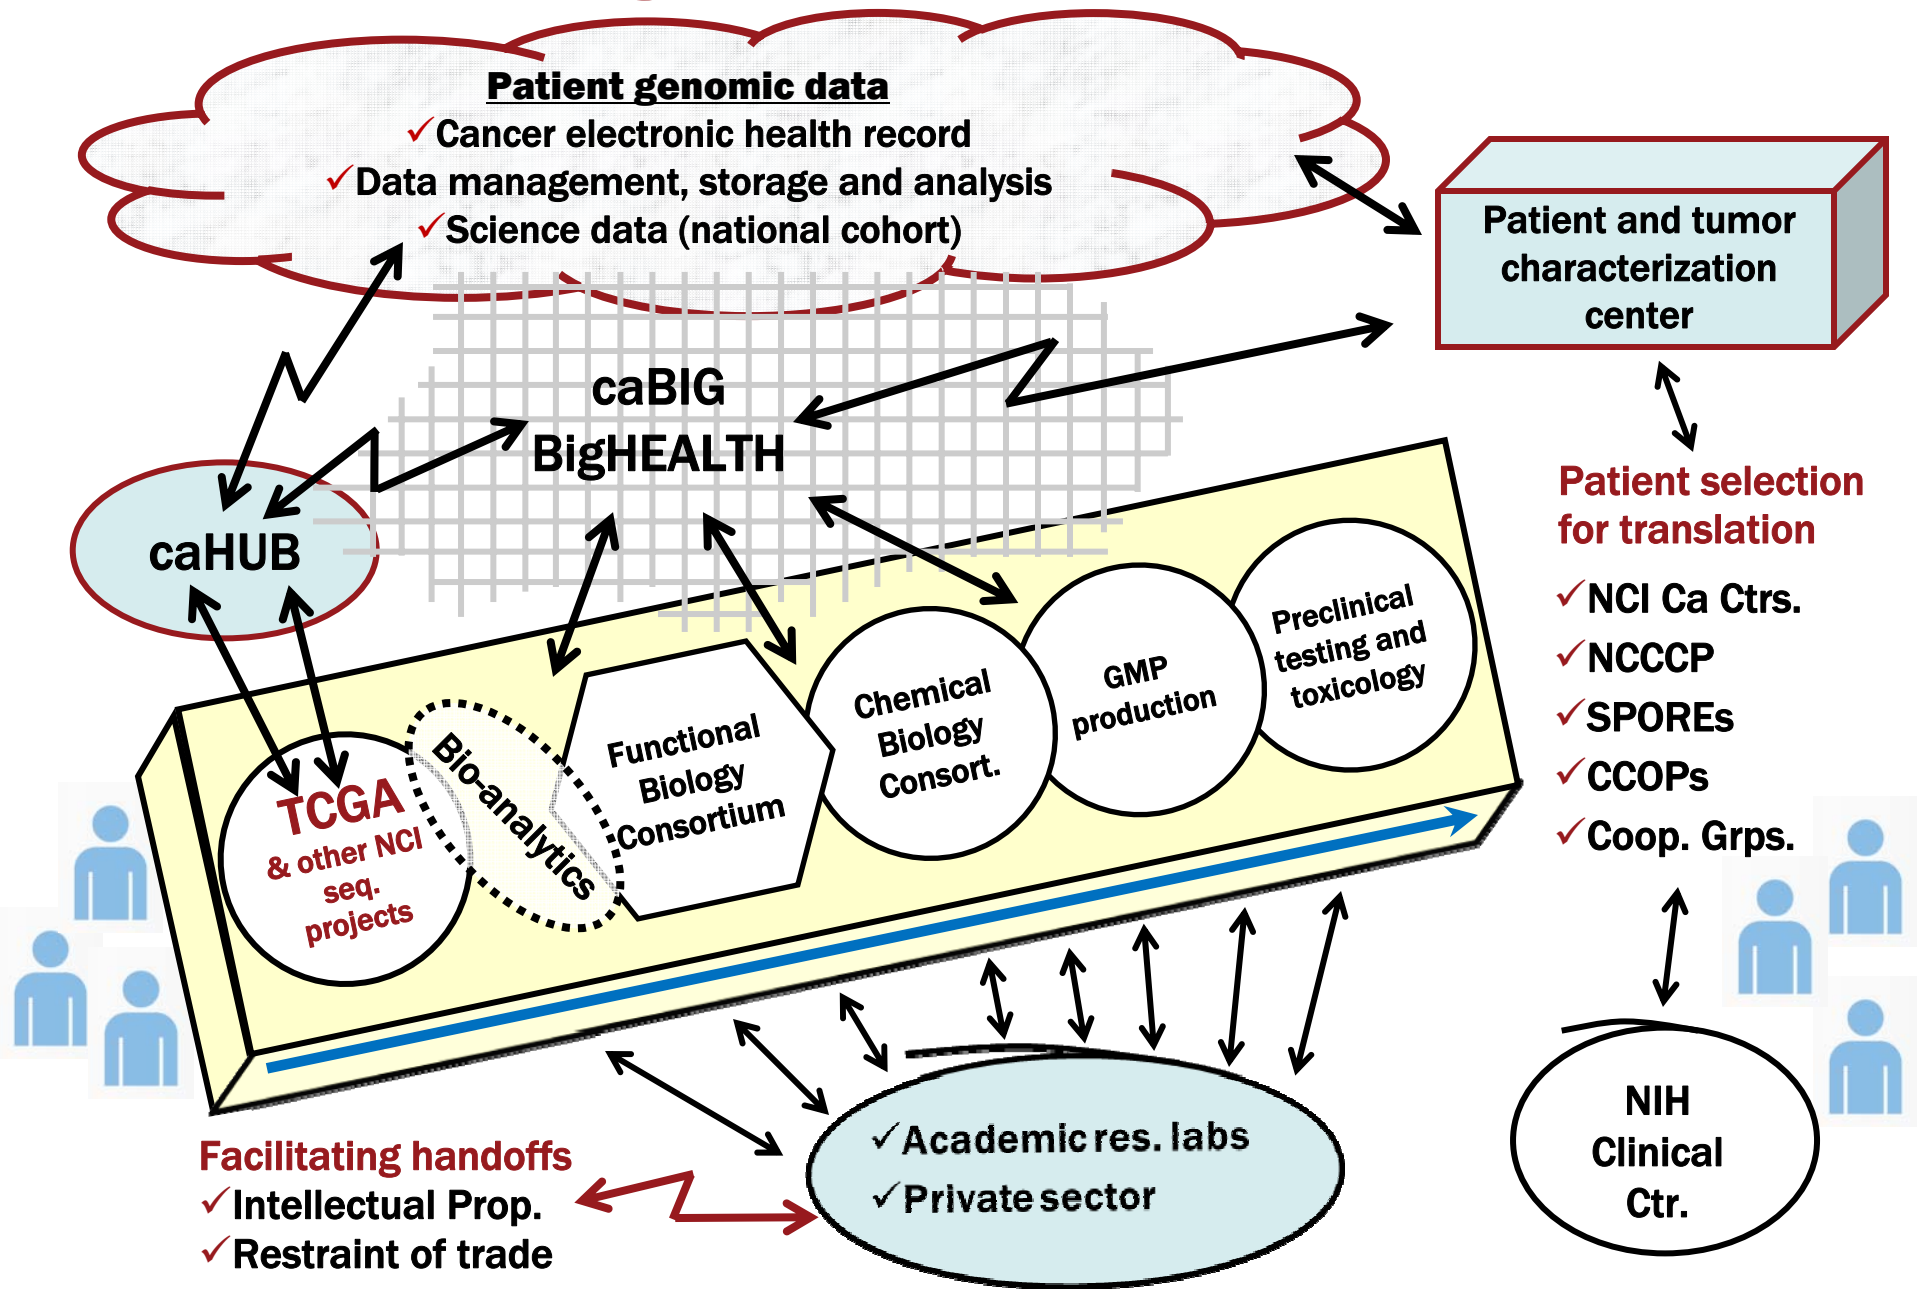 Patient genomic data
✓Cancer electronic health record
✓Data management, storage and analysis
✓Science data (national cohort)
Patient and tumor
characterization
center
caBIG
BigHEALTH
caHUB
Patient selection
for translation
✓NCI Ca Ctrs.
✓NCCCP
✓SPOREs
✓CCOPs
✓Coop. Grps.
TCGA
& other NCI
seq.
projects
Bio-analytics
Functional
Biology
Consortium
Chemical
Biology
Consort.
GMP
production
Preclinical
testing and
toxicology
Facilitating handoffs
✓Intellectual Prop.
✓Restraint of trade
✓Academic res. labs
✓Private sector
NIH
Clinical
Ctr.